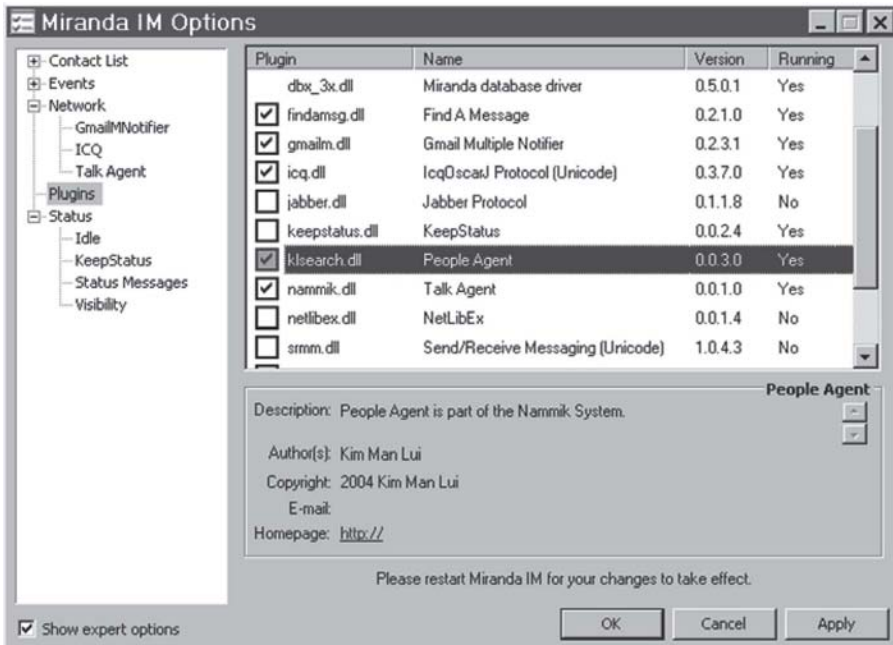 Miranda IM Options
Contact List
Events
Network
GmailMNotifier
ICQ
Talk Agent
Plugins
Status
Idle
KeepStatus
Status Messages
Visibility
Show expert options
Plugin Name Version Running
dbx_3x.dll Miranda database driver 0.5.0.1 Yes
findamsg.dll Find A Message 0.2.1.0 Yes
gmailm.dll Gmail Multiple Notifier 0.2.3.1 Yes
icq.dll IcqOscarJ Protocol (Unicode) 0.3.7.0 Yes
jabber.dll Jabber Protocol 0.1.1.8 No
keepstatus.dll KeepStatus 0.0.2.4 Yes
klsearch.dll People Agent 0.0.3.0 Yes
nammik.dll Talk Agent 0.0.1.0 Yes
netlibex.dll NetLibEx 0.0.1.4 No
srmm.dll Send/Receive Messaging (Unicode) 1.0.4.3 No
People Agent
Description: People Agent is part of the Nammik System.
Author(s): Kim Man Lui
Copyright: 2004 Kim Man Lui
E-mail:
Homepage: http://
Please restart Miranda IM for your changes to take effect.
OK Cancel Apply